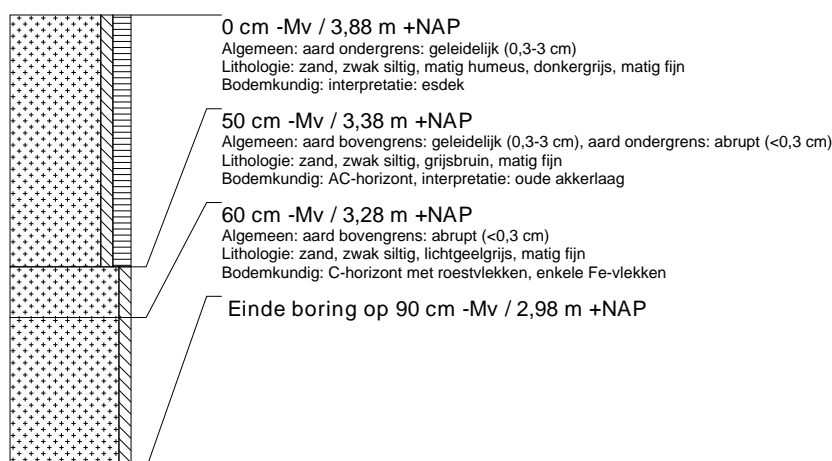 0 cm -Mv / 3,88 m +NAP
Algemeen: aard ondergrens: geleidelijk (0,3-3 cm)
Lithologie: zand, zwak siltig, matig humeus, donkergrijs, matig fijn
Bodemkundig: interpretatie: esdek
50 cm -Mv / 3,38 m +NAP
Algemeen: aard bovengrens: geleidelijk (0,3-3 cm), aard ondergrens: abrupt (<0,3 cm)
Lithologie: zand, zwak siltig, grijsbruin, matig fijn
Bodemkundig: AC-horizont, interpretatie: oude akkerlaag
60 cm -Mv / 3,28 m +NAP
Algemeen: aard bovengrens: abrupt (<0,3 cm)
Lithologie: zand, zwak siltig, lichtgeelgrijs, matig fijn
Bodemkundig: C-horizont met roestvlekken, enkele Fe-vlekken
Einde boring op 90 cm -Mv / 2,98 m +NAP